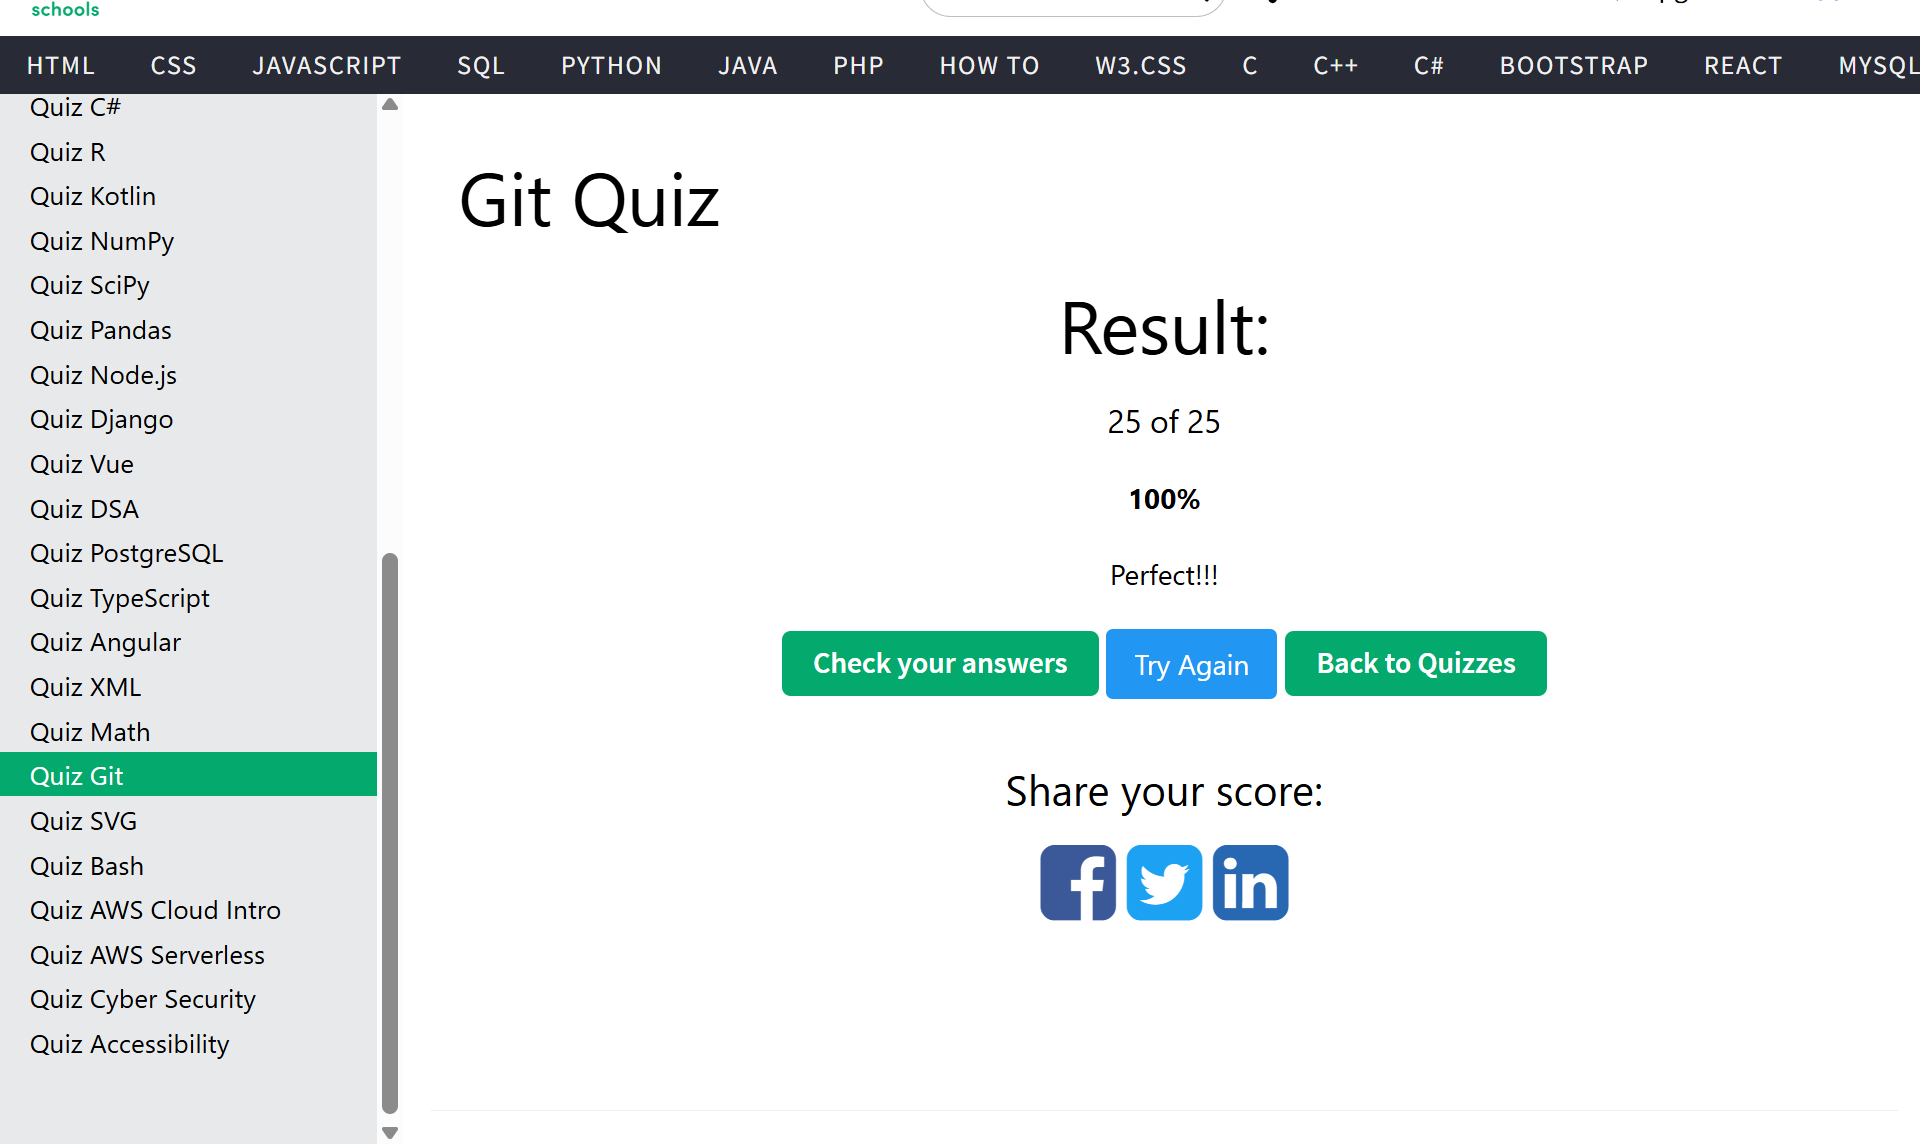 schools
HTML CSS JAVASCRIPT SQL PYTHON JAVA PHP HOW TO W3.CSS C C++ C# BOOTSTRAP REACT MYSQL
Quiz C#
Quiz R
Quiz Kotlin
Quiz NumPy
Quiz SciPy
Quiz Pandas
Quiz Node.js
Quiz Django
Quiz Vue
Quiz DSA
Quiz PostgreSQL
Quiz TypeScript
Quiz Angular
Quiz XML
Quiz Math
Quiz Git
Quiz SVG
Quiz Bash
Quiz AWS Cloud Intro
Quiz AWS Serverless
Quiz Cyber Security
Quiz Accessibility
Git Quiz
Result:
25 of 25
100%
Perfect!!!
Check your answers Try Again Back to Quizzes
Share your score: